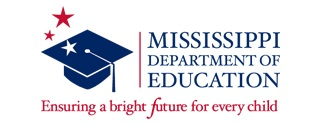 MISSISSIPPI
DEPARTMENT OF
EDUCATION
Ensuring a bright future for every child